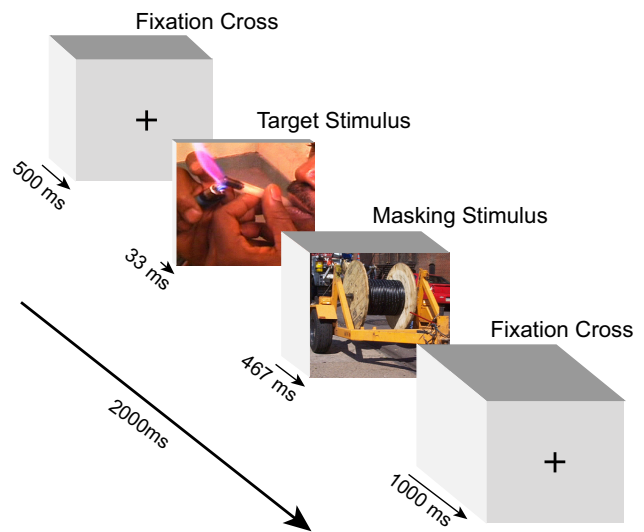 Fixation Cross
500 ms
Target Stimulus
33 ms
Masking Stimulus
467 ms
Fixation Cross
1000 ms
2000ms